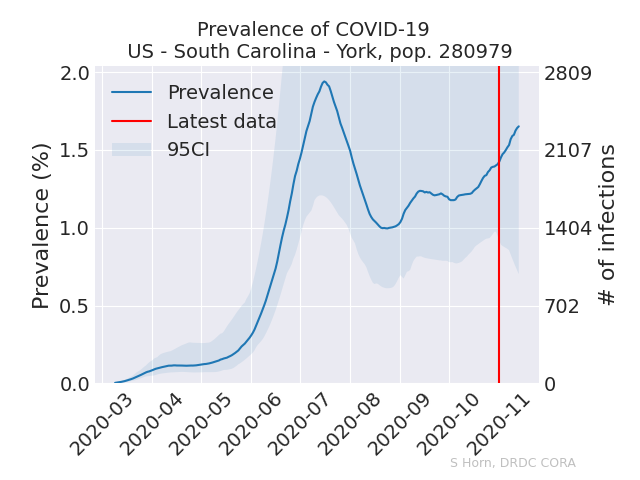 Prevalence of COVID-19
US - South Carolina - York, pop. 280979
Prevalence
Latest data
95CI
Prevalence (%)
2.0
1.5
1.0
0.5
0.0
2809
2107
1404
702
0
# of infections
2020-03
2020-04
2020-05
2020-06
2020-07
2020-08
2020-09
2020-10
2020-11
S Horn, DRDC CORA